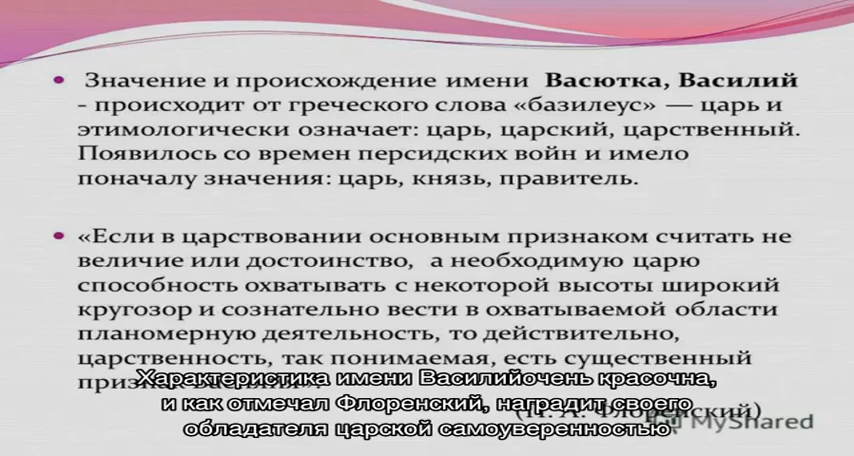 • Значение и происхождение имени Васютка, Василий
- происходит от греческого слова «базилеус» — царь и
этимологически означает: царь, царский, царственный.
Появилось со времен персидских войн и имело
поначалу значения: царь, князь, правитель.
• «Если в царствовании основным признаком считать не
величие или достоинство, а необходимую царю
способность охватывать с некоторой высоты широкий
кругозор и сознательно вести в охватываемой области
планомерную деятельность, то действительно,
царственность, так понимаемая, есть существенный
Характеристика имени Василийочень красочна,
и как отмечал Флоренский, наградит своего
обладателя царской самоуверенностью
(П. А. Флоренский)
MyShared